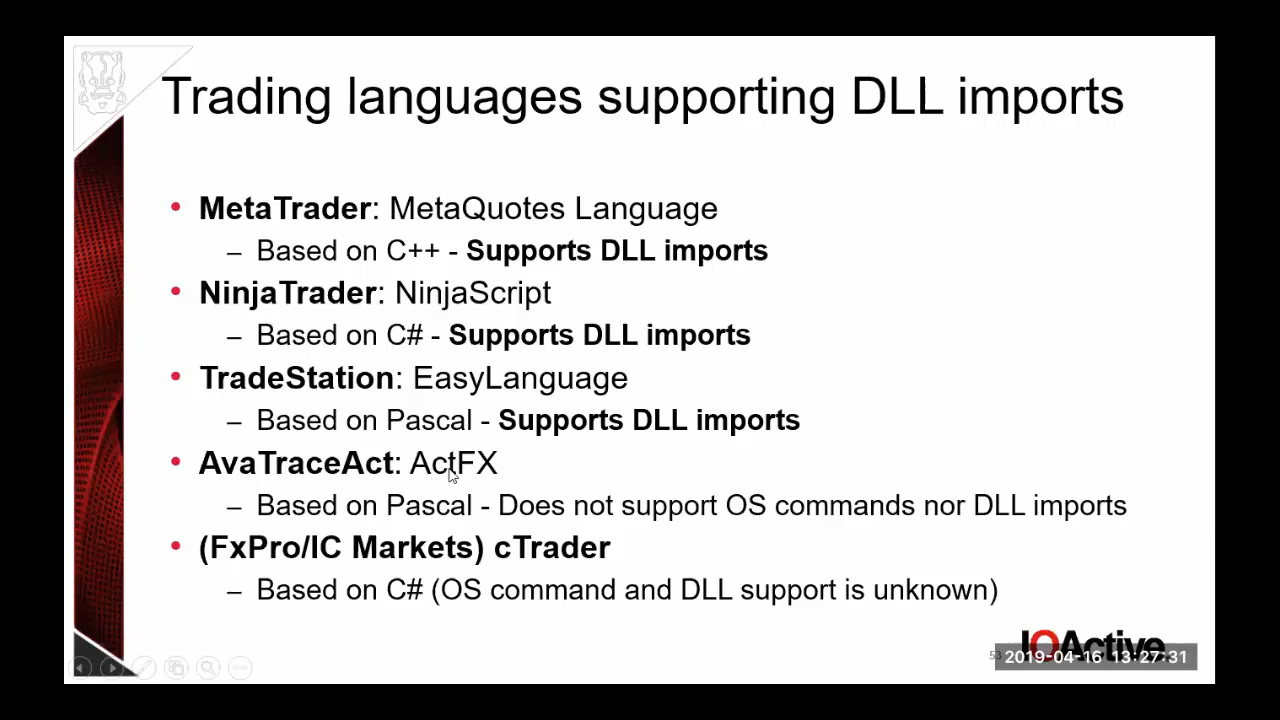 Trading languages supporting DLL imports
• MetaTrader: MetaQuotes Language
– Based on C++ - Supports DLL imports
• NinjaTrader: NinjaScript
– Based on C# - Supports DLL imports
• TradeStation: EasyLanguage
– Based on Pascal - Supports DLL imports
• AvaTraceAct: ActFX
– Based on Pascal - Does not support OS commands nor DLL imports
• (FxPro/IC Markets) cTrader
– Based on C# (OS command and DLL support is unknown)
IOActive
53
2019-04-16 13:27:31